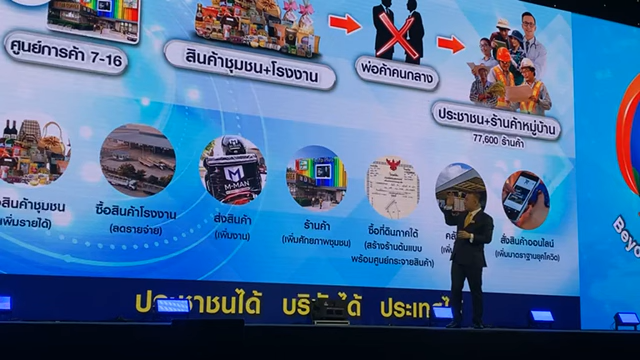 ศูนย์การค้า 7-16
สินค้าชุมชน+โรงงาน
พ่อค้าคนกลาง
ประชาชน+ร้านค้าหมู่บ้าน
77,600 ร้านค้า
M-MAN
สินค้าชุมชน
(เพิ่มรายได้)
ซื้อสินค้าโรงงาน
(ลดรายจ่าย)
ส่งสินค้า
(เพิ่มงาน)
ร้านค้า
(เพิ่มศักยภาพชุมชน)
ซื้อที่ดินภาคใต้
(สร้างร้านต้นแบบ
พร้อมศูนย์กระจายสินค้า)
สั่งสินค้าออนไลน์
(เพิ่มมาตราฐานยุคโควิด)
ประชาชนได้ บริษัทได้